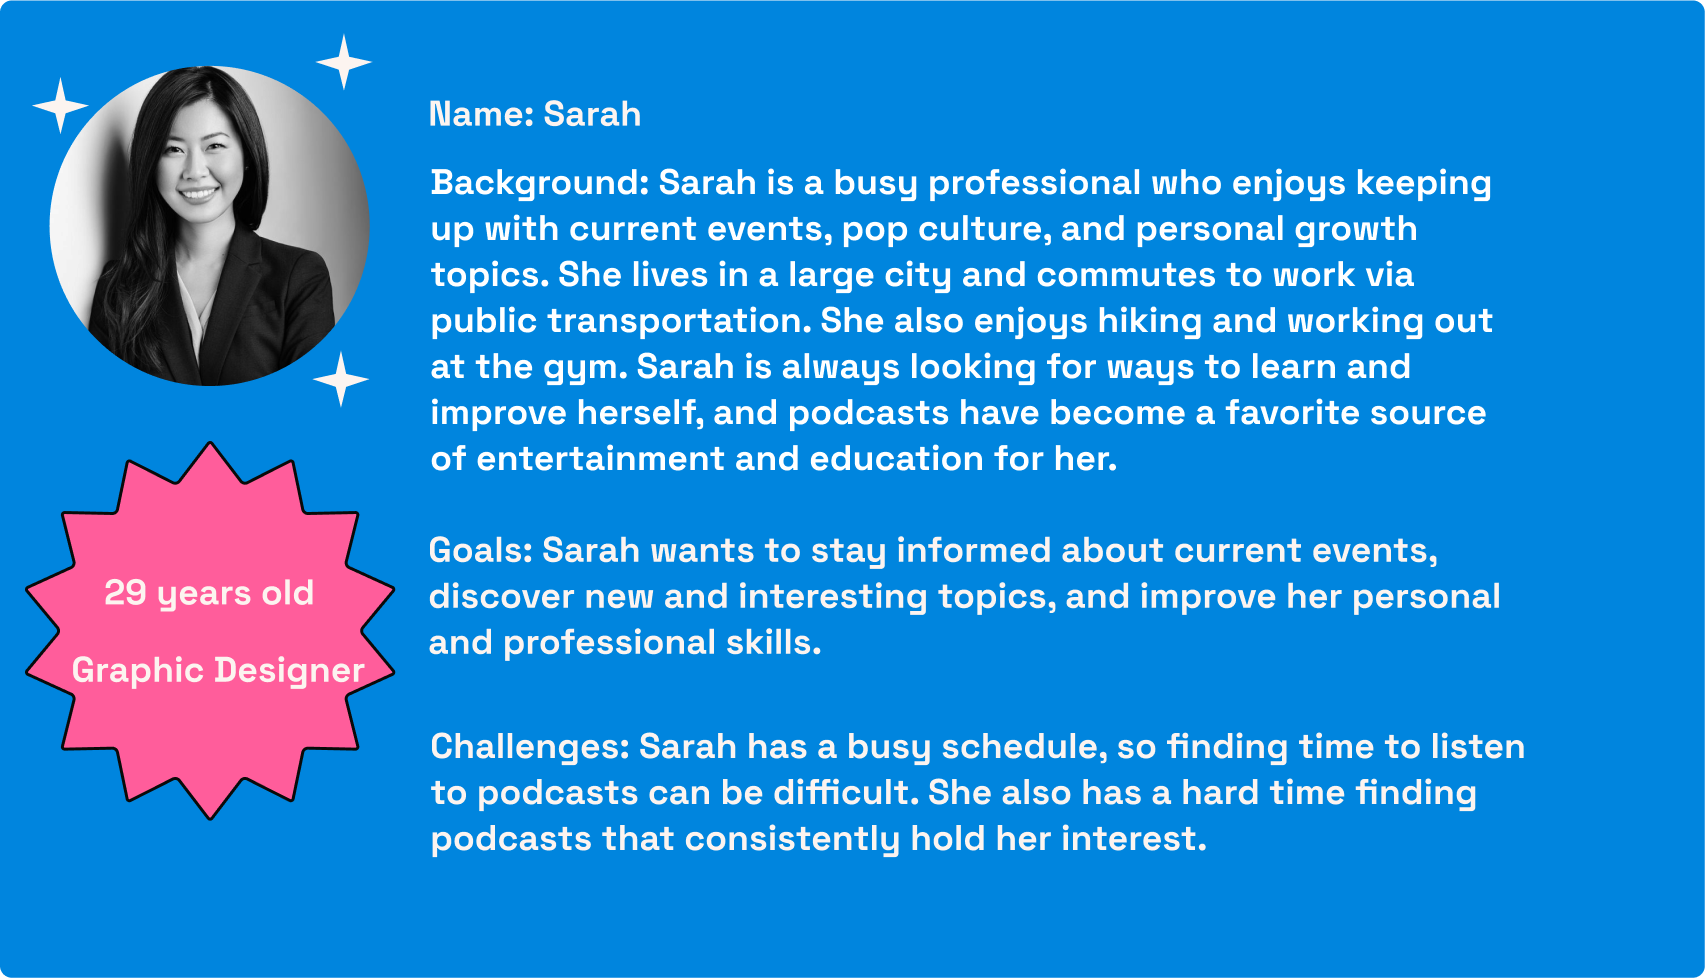 Name: Sarah
Background: Sarah is a busy professional who enjoys keeping
up with current events, pop culture, and personal growth
topics. She lives in a large city and commutes to work via
public transportation. She also enjoys hiking and working out
at the gym. Sarah is always looking for ways to learn and
improve herself, and podcasts have become a favorite source
of entertainment and education for her.
Goals: Sarah wants to stay informed about current events,
discover new and interesting topics, and improve her personal
and professional skills.
Challenges: Sarah has a busy schedule, so finding time to listen
to podcasts can be difficult. She also has a hard time finding
podcasts that consistently hold her interest.
29 years old
Graphic Designer